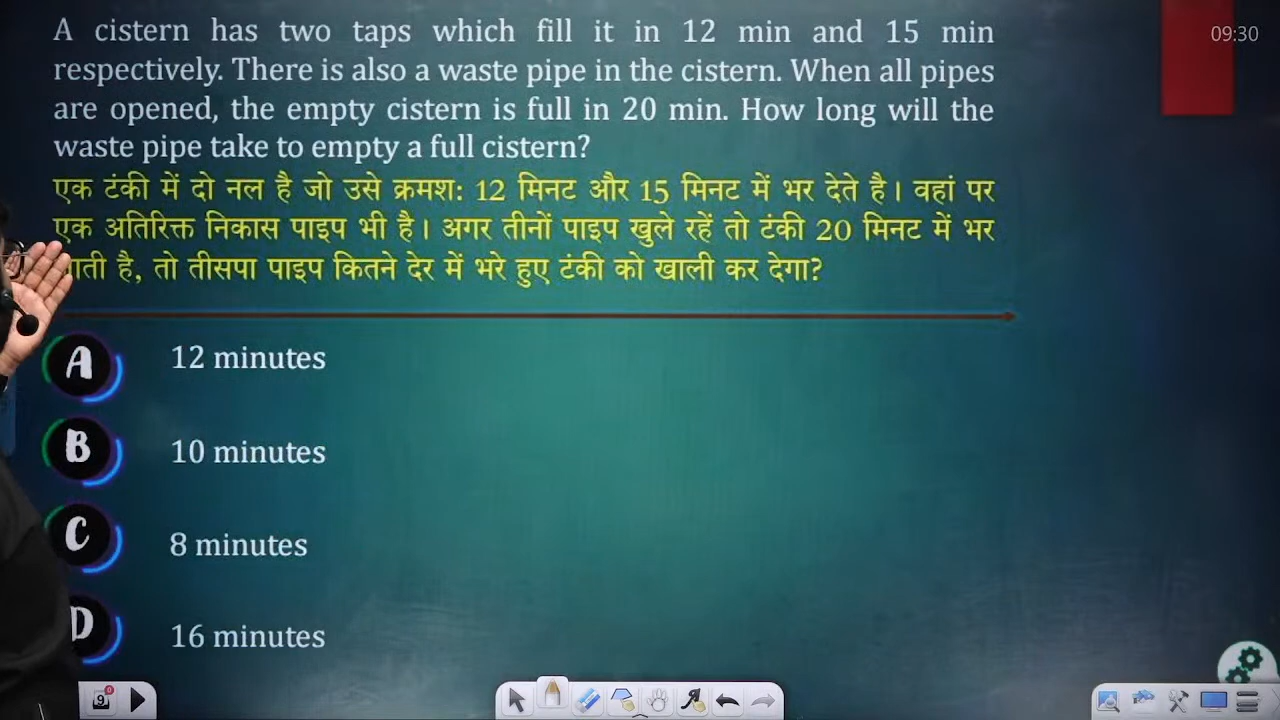 A cistern has two taps which fill it in 12 min and 15 min
09:30
respectively. There is also a waste pipe in the cistern. When all pipes
are opened, the empty cistern is full in 20 min. How long will the
waste pipe take to empty a full cistern?
एक टंकी में दो नल है जो उसे क्रमश: 12 मिनट और 15 मिनट में भर देते है। वहां पर
एक अतिरिक्त निकास पाइप भी है। अगर तीनों पाइप खुले रहें तो टंकी 20 मिनट में भर
है, तो तीसपा पाइप कितने देर में भरे हुए टंकी को खाली कर देगा?
A 12 minutes
B 10 minutes
C 8 minutes
D 16 minutes
9